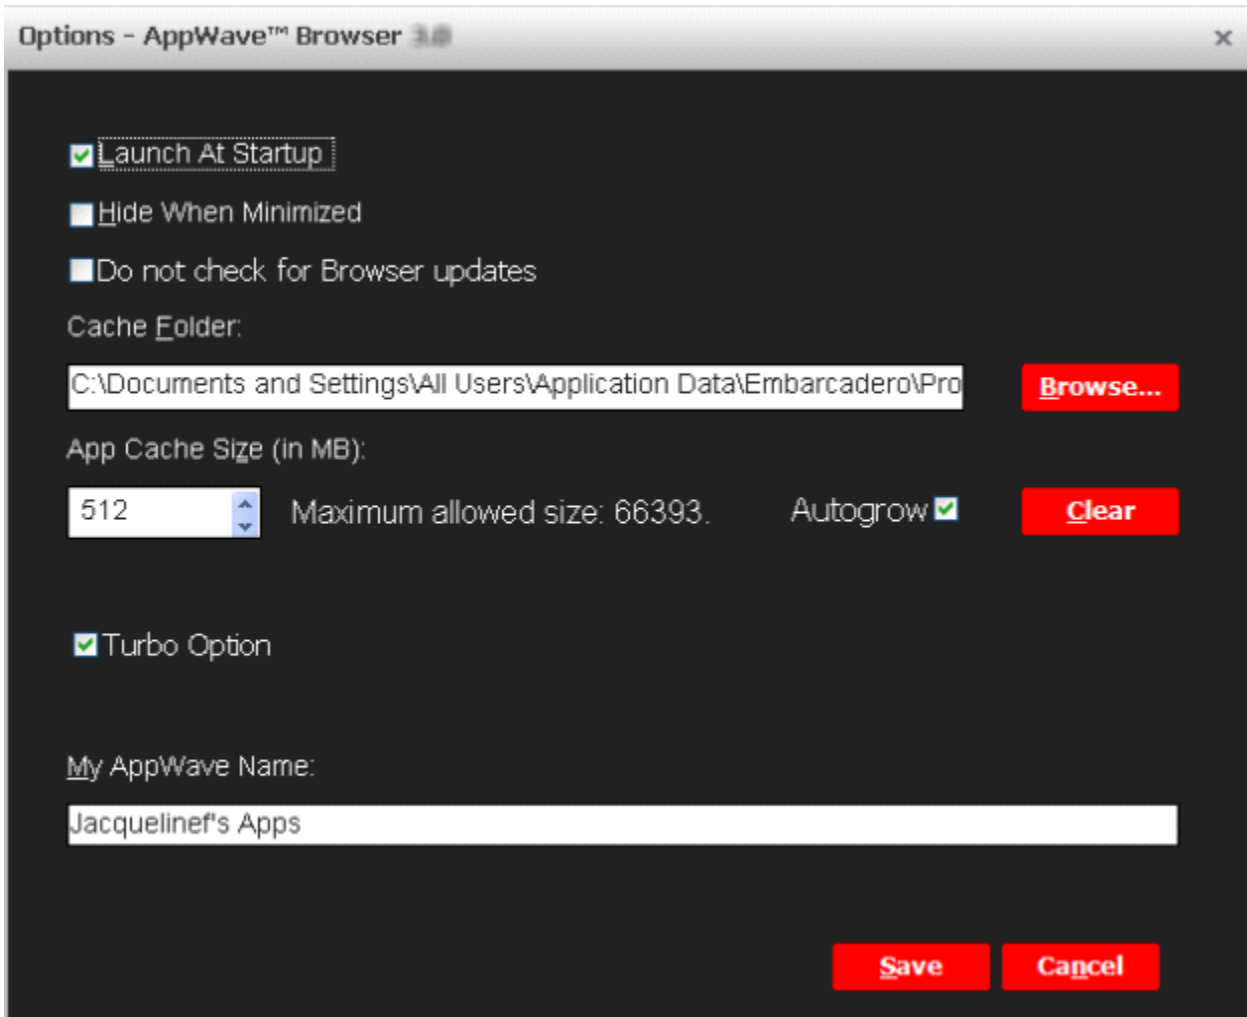 Options - AppWave™ Browser
Launch At Startup
Hide When Minimized
Do not check for Browser updates
Cache Folder:
C:\Documents and Settings\All Users\Application Data\Embarcadero\Pro
Browse...
App Cache Size (in MB):
512
Maximum allowed size: 66393.
Autogrow
Clear
Turbo Option
My AppWave Name:
Jacquelinef's Apps
Save
Cancel